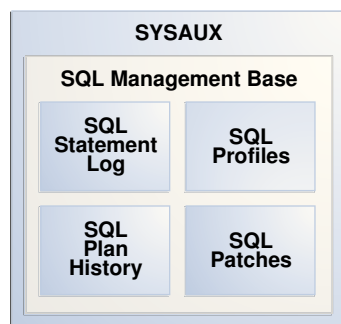 SYSAUX
SQL Management Base
SQL
Statement
Log
SQL
Profiles
SQL
Plan
History
SQL
Patches